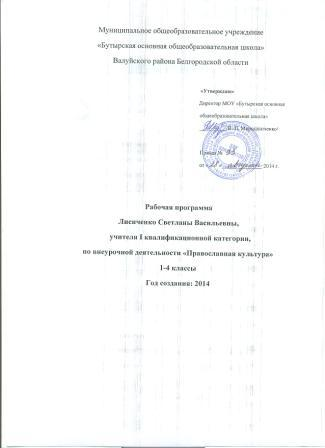 Муниципальное общеобразовательное учреждение
«Бутырская основная общеобразовательная школа»
Валуйского района Белгородской области
«Утверждаю»
Директор МОУ «Бутырская основная
общеобразовательная школа»
2014 г.
Рабочая программа
Лисиченко Светланы Васильевны,
учителя I квалификационной категории,
по внеурочной деятельности «Православная культура»
1-4 классы
Год создания: 2014